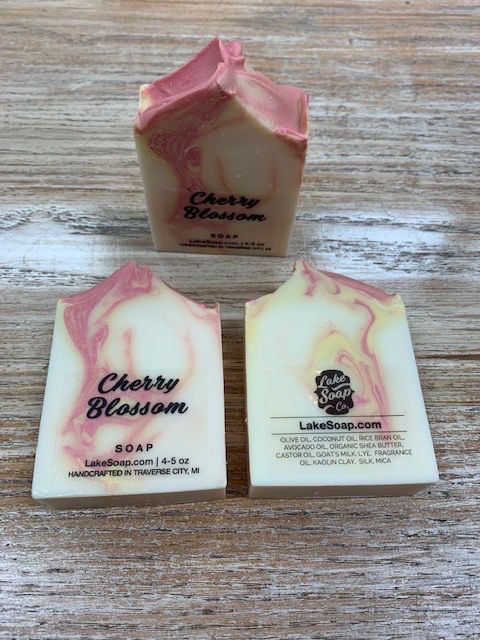 Cherry
Blossom
SOAP
LakeSoap.com | 4-5 oz
HANDCRAFTED IN TRAVERSE CITY, MI
Cherry
Blossom
SOAP
LakeSoap.com | 4-5 oz
HANDCRAFTED IN TRAVERSE CITY, MI
Lake
Soap
Co.
LakeSoap.com
OLIVE OIL, COCONUT OIL, RICE BRAN OIL,
AVOCADO OIL, ORGANIC SHEA BUTTER,
CASTOR OIL, GOAT'S MILK, LYE, FRAGRANCE
OIL, KAOLIN CLAY, SILK, MICA